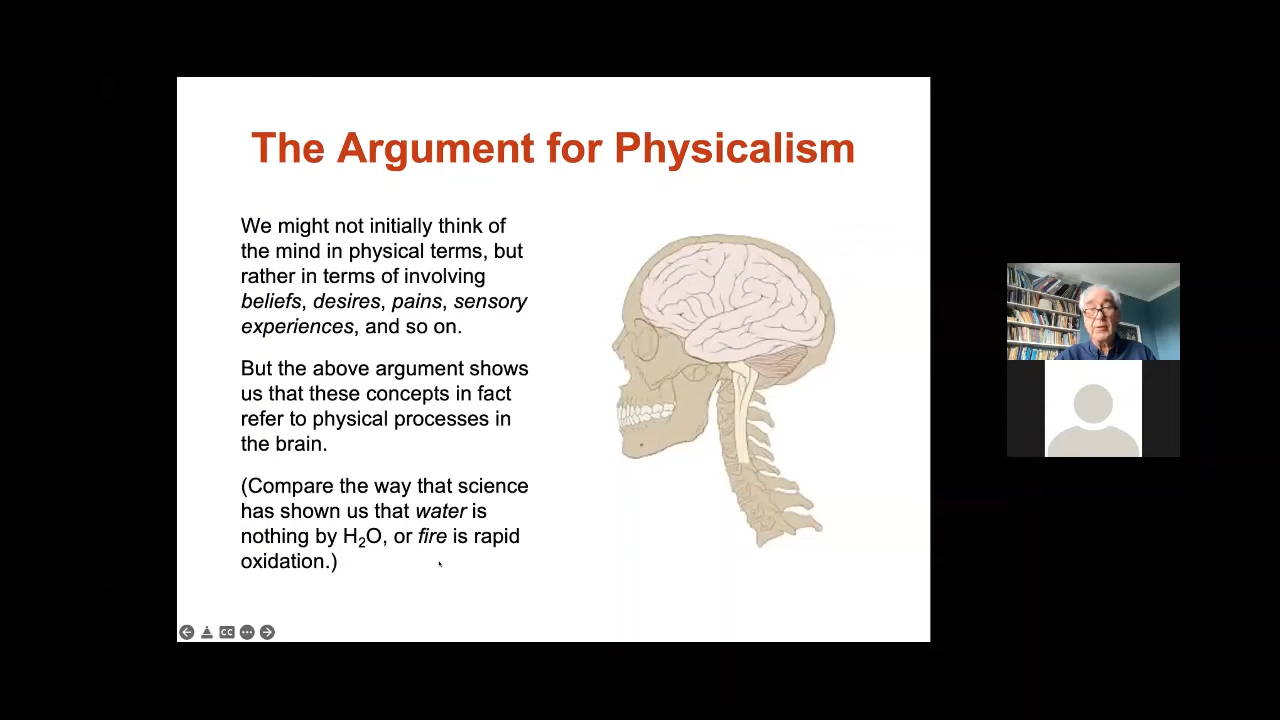 The Argument for Physicalism
We might not initially think of
the mind in physical terms, but
rather in terms of involving
beliefs, desires, pains, sensory
experiences, and so on.
But the above argument shows
us that these concepts in fact
refer to physical processes in
the brain.
(Compare the way that science
has shown us that water is
nothing by H₂O, or fire is rapid
oxidation.)
CC